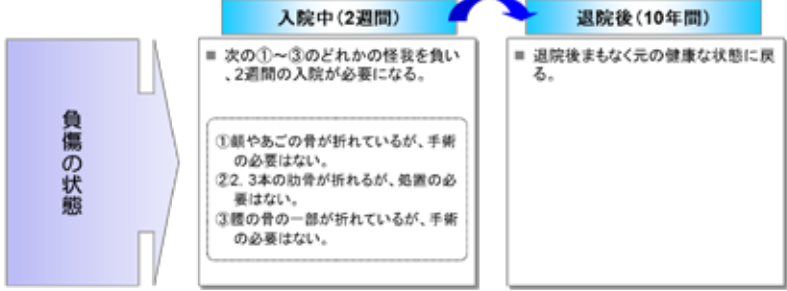 入院中(2週間)
退院後(10年間)
負傷の状態
■ 次の①~③のどれかの怪我を負い
、2週間の入院が必要になる。
①顔やあごの骨が折れているが、手術
の必要はない。
②2、3本の肋骨が折れるが、処置の必
要はない。
③腰の骨の一部が折れているが、手術
の必要はない。
■ 退院後まもなく元の健康な状態に戻
る。